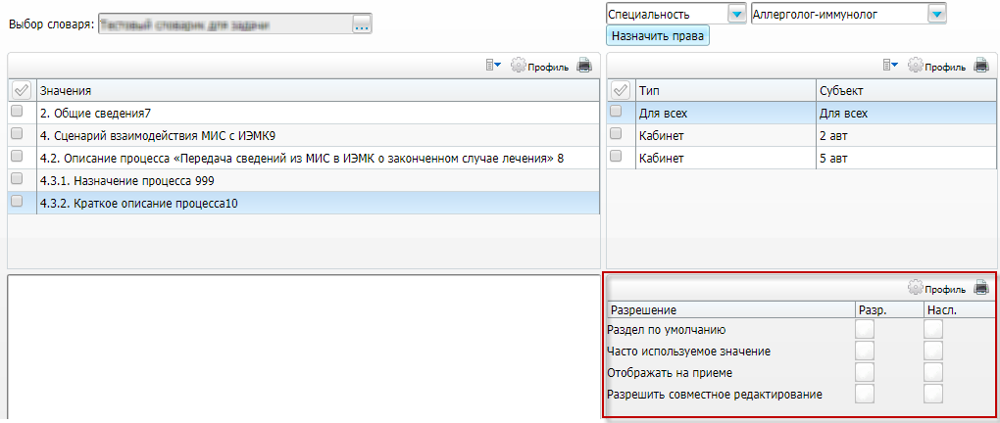 Выбор словаря:
...
Специальность
Аллерголог-иммунолог
Назначить права
Профиль
Значения
2. Общие сведения7
4. Сценарий взаимодействия МИС с ИЭМК9
4.2. Описание процесса «Передача сведений из МИС в ИЭМК о законченном случае лечения» 8
4.3.1. Назначение процесса 999
4.3.2. Краткое описание процесса10
Профиль
Тип Субъект
Для всех Для всех
Кабинет 2 авт
Кабинет 5 авт
Профиль
Разрешение Разр. Насл.
Раздел по умолчанию
Часто используемое значение
Отображать на приеме
Разрешить совместное редактирование